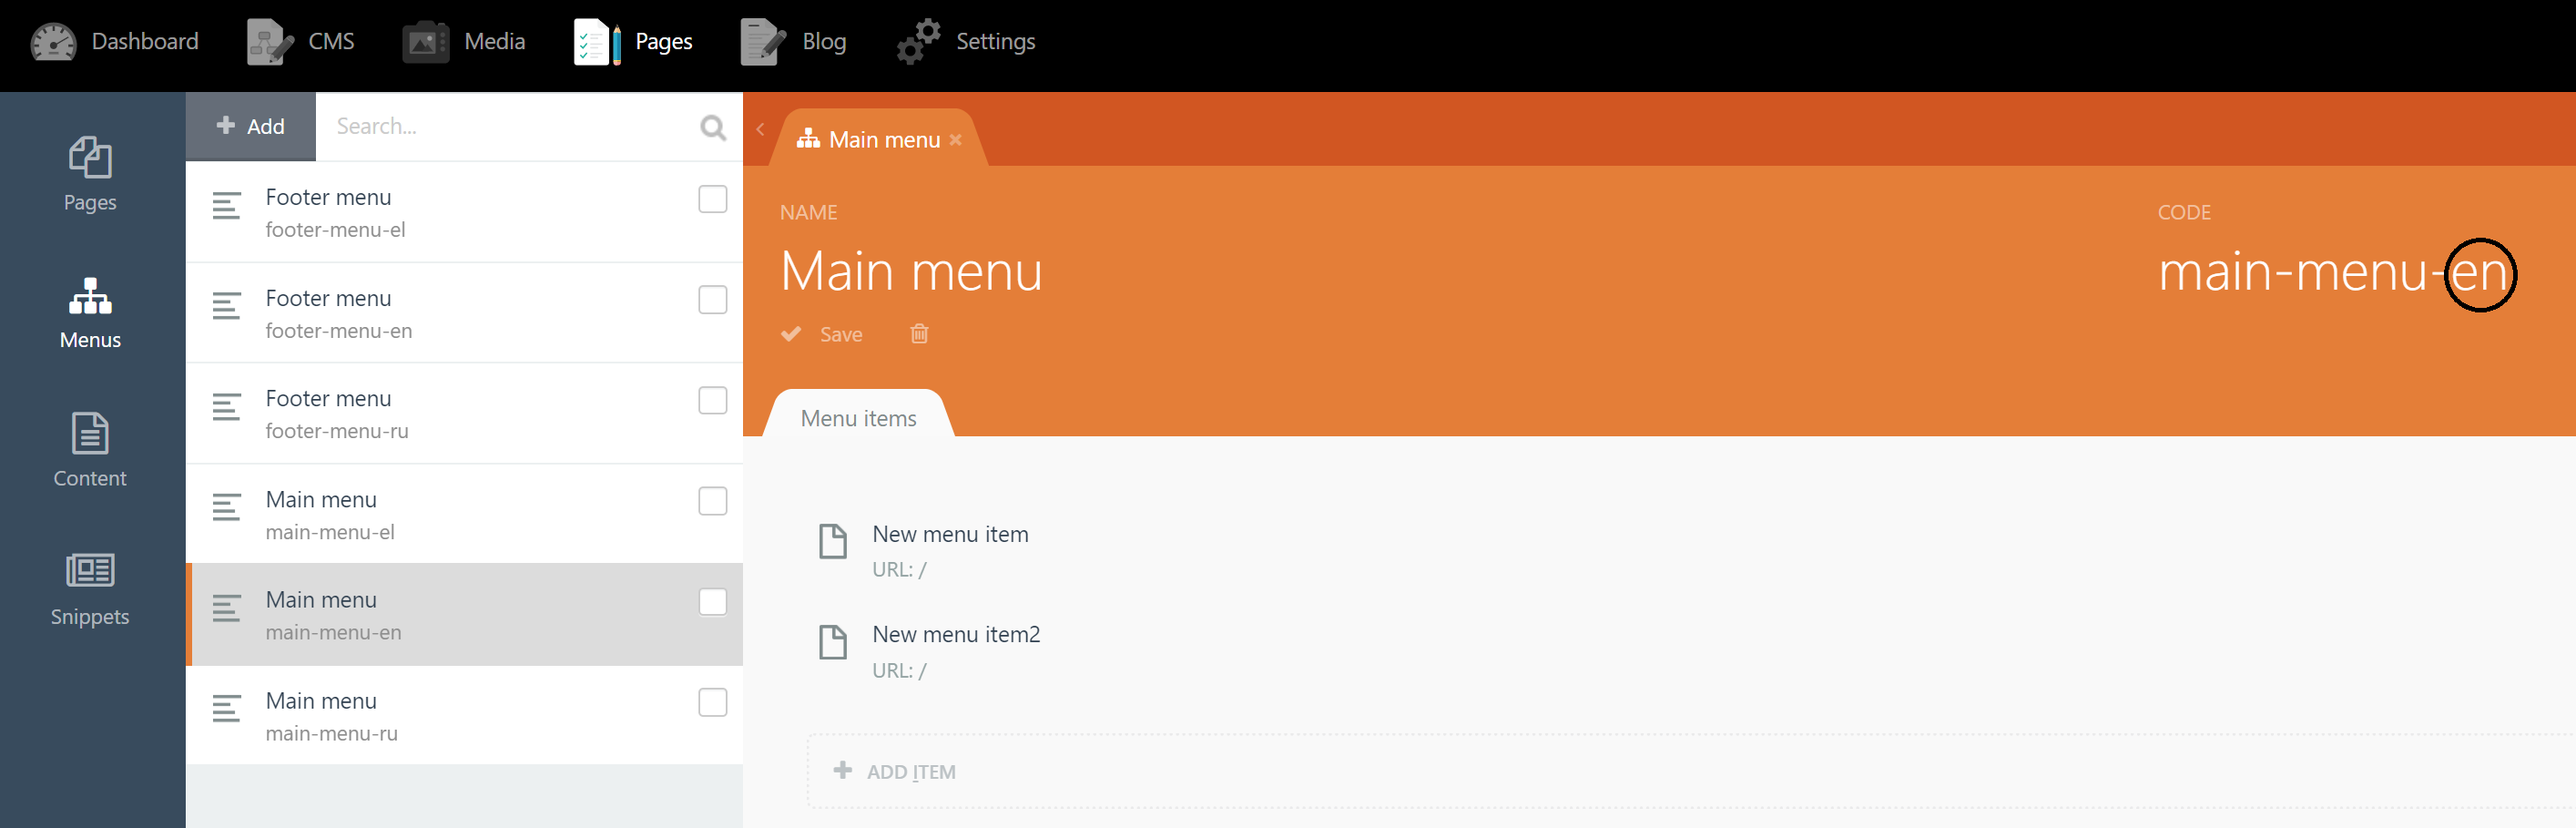 Dashboard
CMS
Media
Pages
Blog
Settings
Pages
Menus
Content
Snippets
Add
Search...
Footer menu
footer-menu-el
Footer menu
footer-menu-en
Footer menu
footer-menu-ru
Main menu
main-menu-el
Main menu
main-menu-en
Main menu
main-menu-ru
Main menu
NAME
Main menu
CODE
main-menu-en
Save
Menu items
New menu item
URL: /
New menu item2
URL: /
ADD ITEM